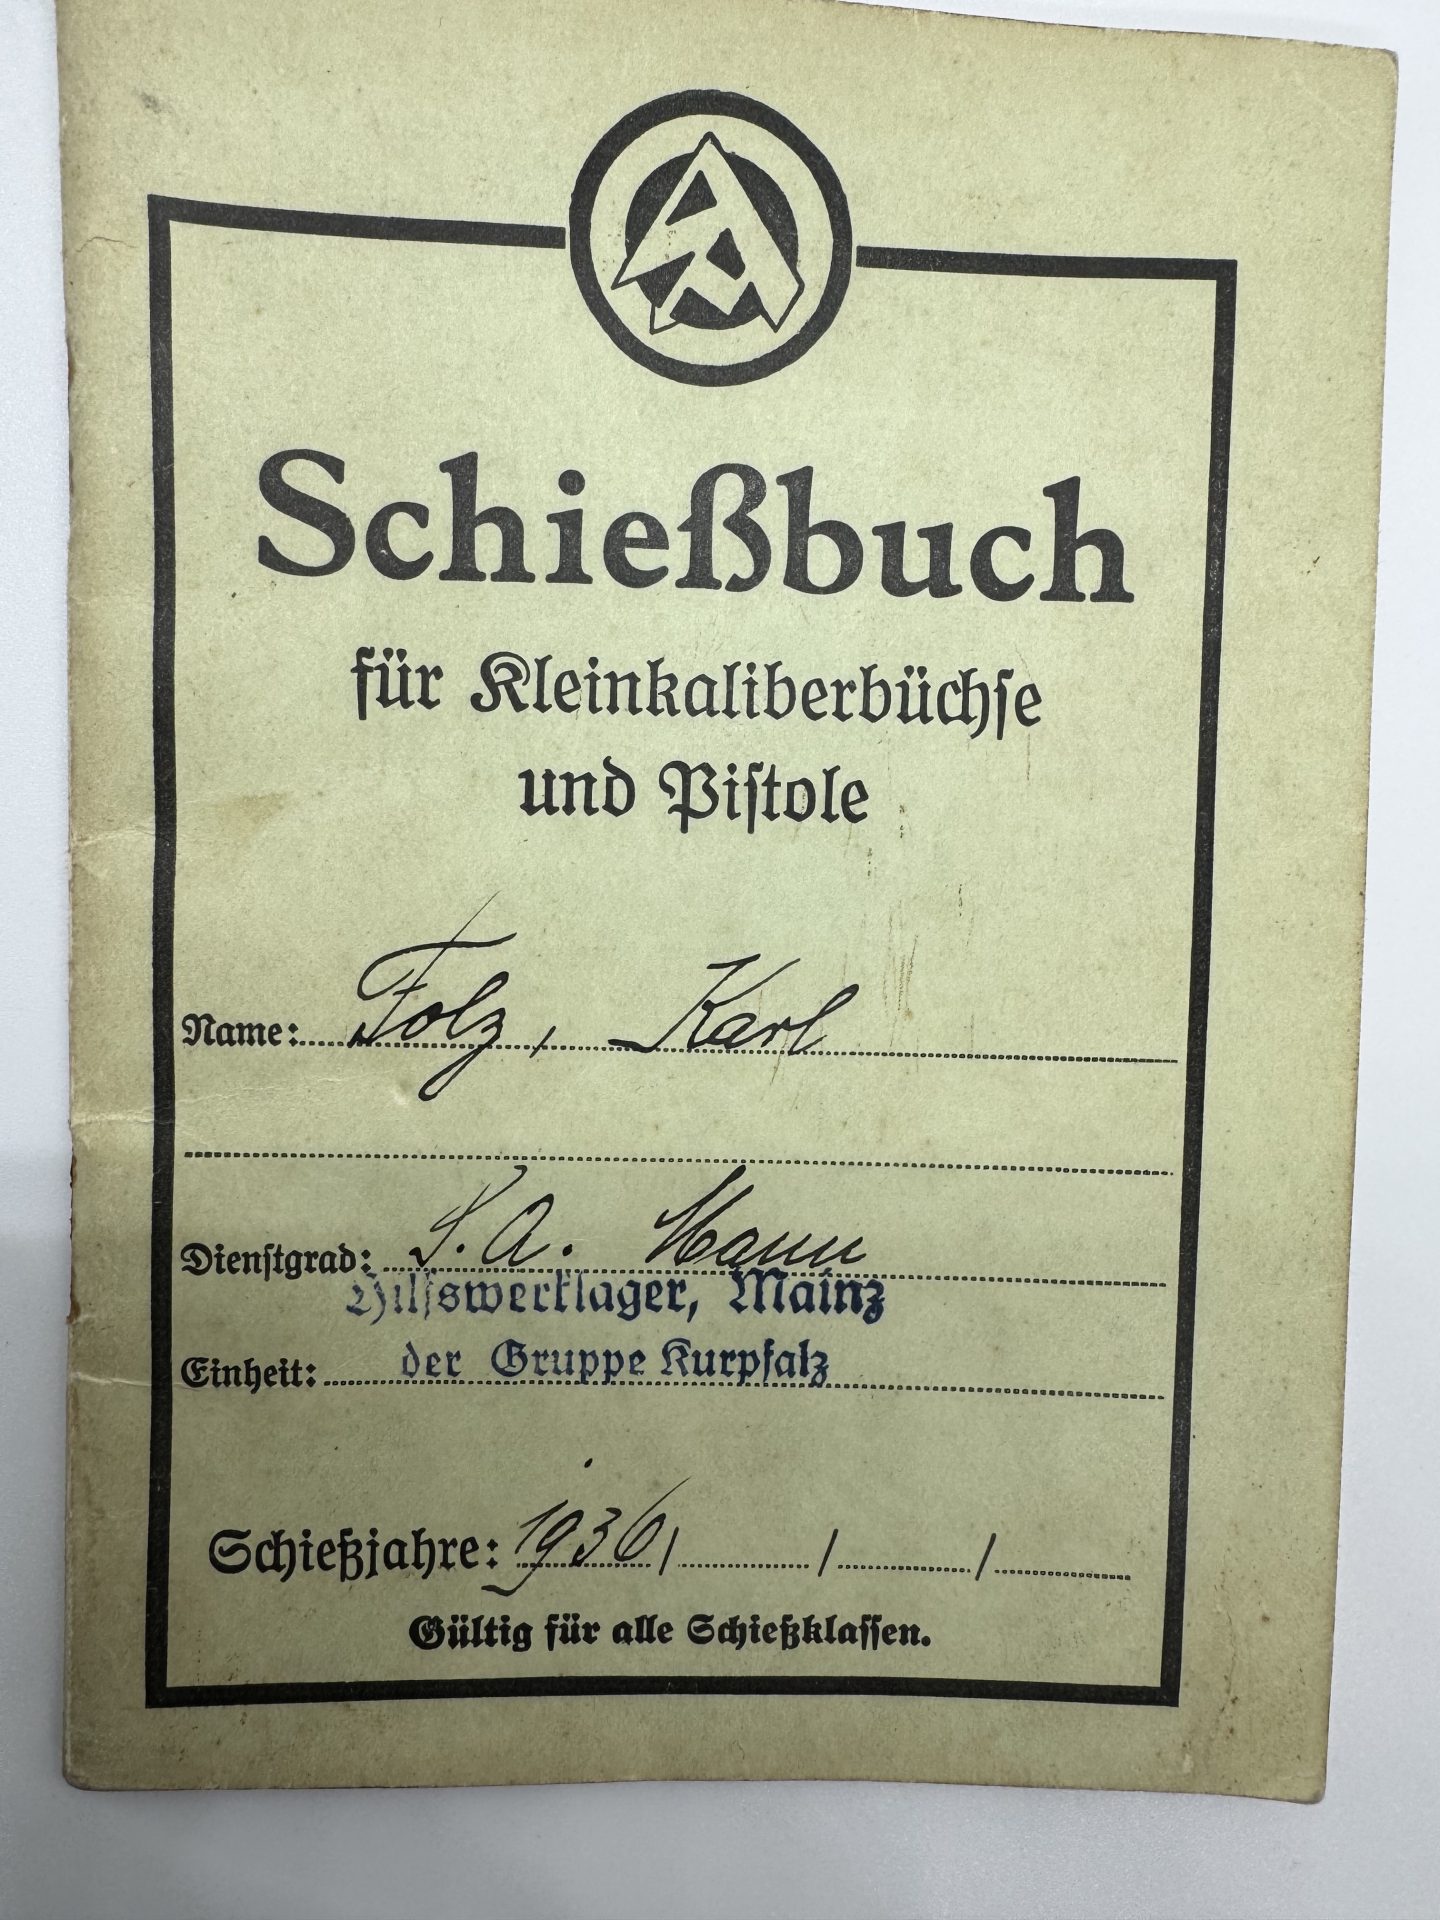 Schießbuch
für Kleinkaliberbüchse
und Pistole
Name: Folz, Karl
Dienstgrad: S. A. Mann
Hilfswerklager, Mainz
Einheit: der Gruppe Kurpfalz
Schießjahre: 1936 / / /
Gültig für alle Schießklassen.